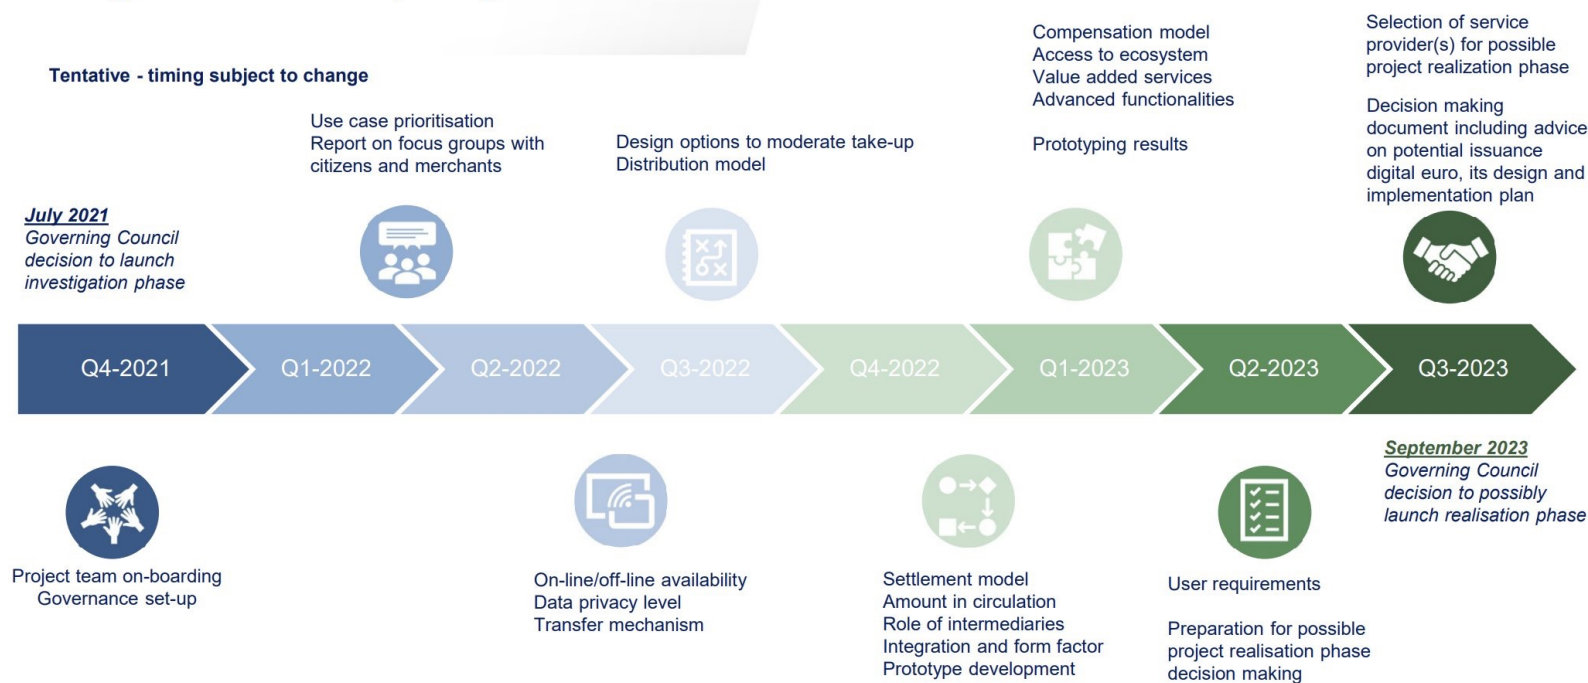 Tentative - timing subject to change
July 2021
Governing Council
decision to launch
investigation phase
Use case prioritisation
Report on focus groups with
citizens and merchants
Design options to moderate take-up
Distribution model
Compensation model
Access to ecosystem
Value added services
Advanced functionalities
Prototyping results
Selection of service
provider(s) for possible
project realization phase
Decision making
document including advice
on potential issuance
digital euro, its design and
implementation plan
Q4-2021
Q1-2022
Q2-2022
Q3-2022
Q4-2022
Q1-2023
Q2-2023
Q3-2023
Project team on-boarding
Governance set-up
On-line/off-line availability
Data privacy level
Transfer mechanism
Settlement model
Amount in circulation
Role of intermediaries
Integration and form factor
Prototype development
User requirements
Preparation for possible
project realisation phase
decision making
September 2023
Governing Council
decision to possibly
launch realisation phase